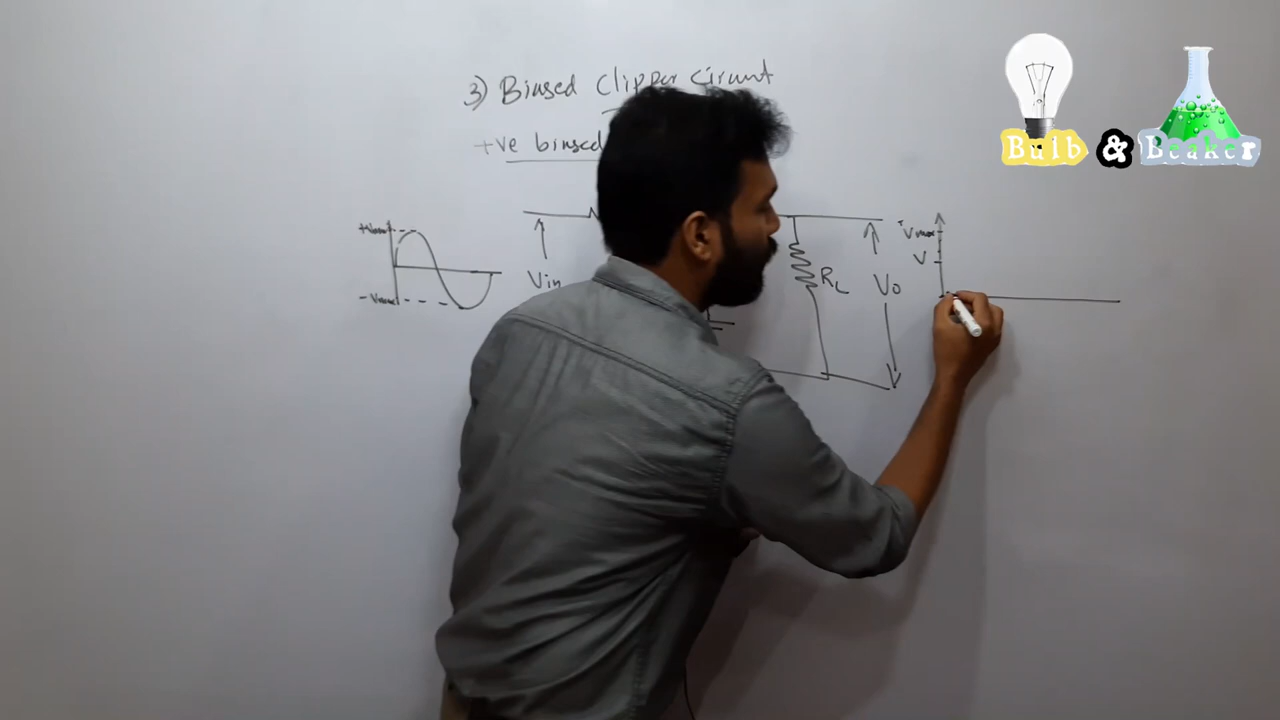 3) Biased Clipper Circuit
+ve biased
+Vmax
-Vmax
Vin
RL
Vo
Vmax
V
Bulb & Beaker